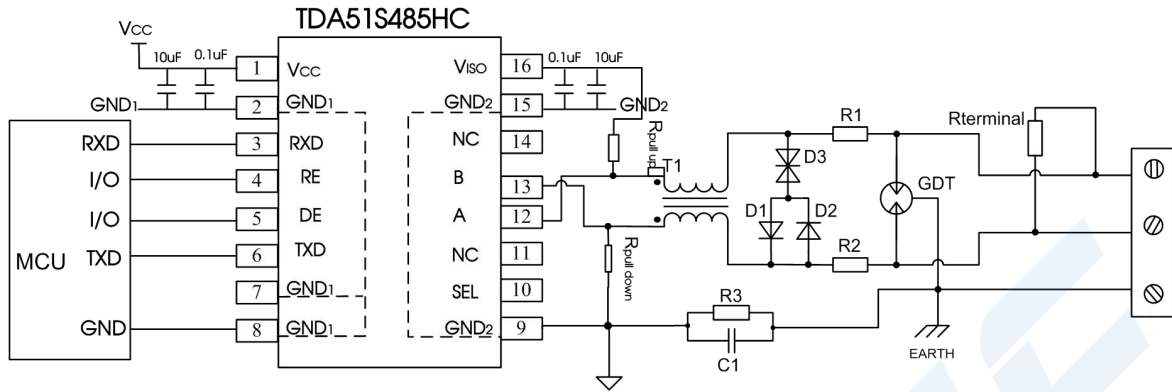 TDA51S485HC
Vcc
10uF 0.1uF
1 Vcc
GND1 2 GND1
MCU
RXD 3 RXD
I/O 4 RE
I/O 5 DE
TXD 6 TXD
7 GND1
GND 8 GND1
VISO 16
0.1uF 10uF
GND2 15 GND2
NC 14
B 13
A 12
NC 11
SEL 10
GND2 9
Rpull up
T1
Rpull down
D3
D1 D2
R1
R2
GDT
Rterminal
R3
C1
EARTH